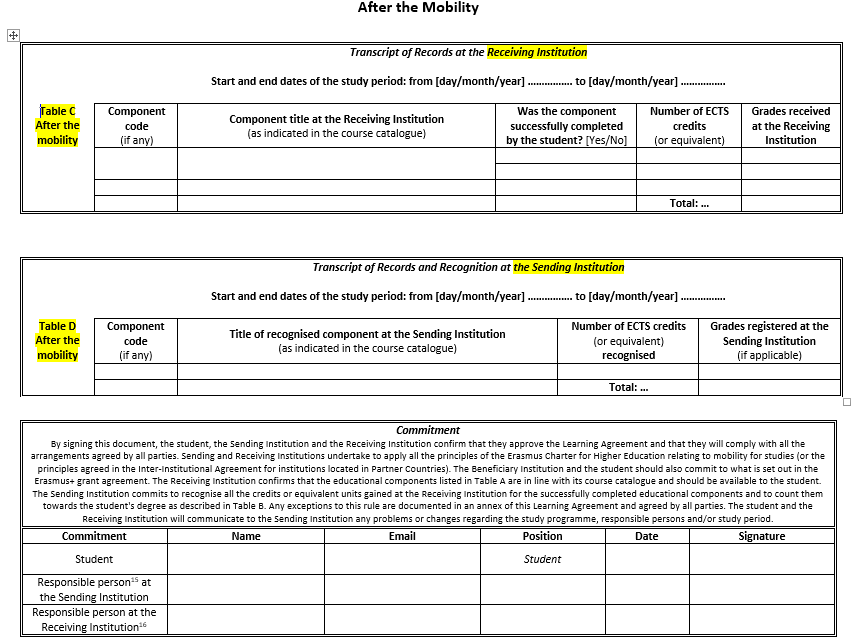 After the Mobility
Transcript of Records at the Receiving Institution
Start and end dates of the study period: from [day/month/year] ................ to [day/month/year] ................
Table C
After the
mobility
Component
code
(if any)
Component title at the Receiving Institution
(as indicated in the course catalogue)
Was the component
successfully completed
by the student? [Yes/No]
Number of ECTS
credits
(or equivalent)
Grades received
at the Receiving
Institution
Total: ...
Transcript of Records and Recognition at the Sending Institution
Start and end dates of the study period: from [day/month/year] ................ to [day/month/year] ................
Table D
After the
mobility
Component
code
(if any)
Title of recognised component at the Sending Institution
(as indicated in the course catalogue)
Number of ECTS credits
(or equivalent)
recognised
Grades registered at the
Sending Institution
(if applicable)
Total: ...
Commitment
By signing this document, the student, the Sending Institution and the Receiving Institution confirm that they approve the Learning Agreement and that they will comply with all the
arrangements agreed by all parties. Sending and Receiving Institutions undertake to apply all the principles of the Erasmus Charter for Higher Education relating to mobility for studies (or the
principles agreed in the Inter-Institutional Agreement for institutions located in Partner Countries). The Beneficiary Institution and the student should also commit to what is set out in the
Erasmus+ grant agreement. The Receiving Institution confirms that the educational components listed in Table A are in line with its course catalogue and should be available to the student.
The Sending Institution commits to recognise all the credits or equivalent units gained at the Receiving Institution for the successfully completed educational components and to count them
towards the student's degree as described in Table B. Any exceptions to this rule are documented in an annex of this Learning Agreement and agreed by all parties. The student and the
Receiving Institution will communicate to the Sending Institution any problems or changes regarding the study programme, responsible persons and/or study period.
Commitment Name Email Position Date Signature
Student Student
Responsible person15 at
the Sending Institution
Responsible person at the
Receiving Institution16